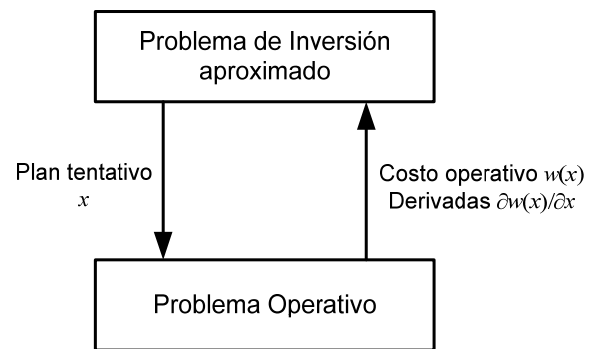 Problema de Inversión
aproximado
Plan tentativo
x
Costo operativo w(x)
Derivadas ∂w(x)/∂x
Problema Operativo